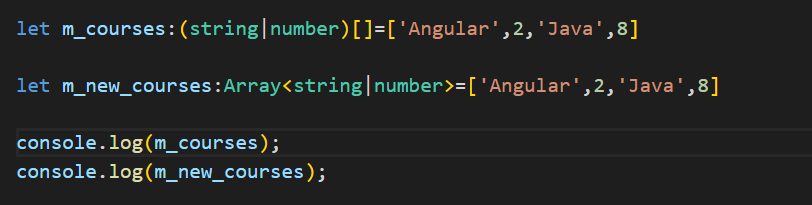 let m_courses:(string|number)[]=['Angular',2,'Java',8]
let m_new_courses:Array<string|number>=['Angular',2,'Java',8]
console.log(m_courses);
console.log(m_new_courses);